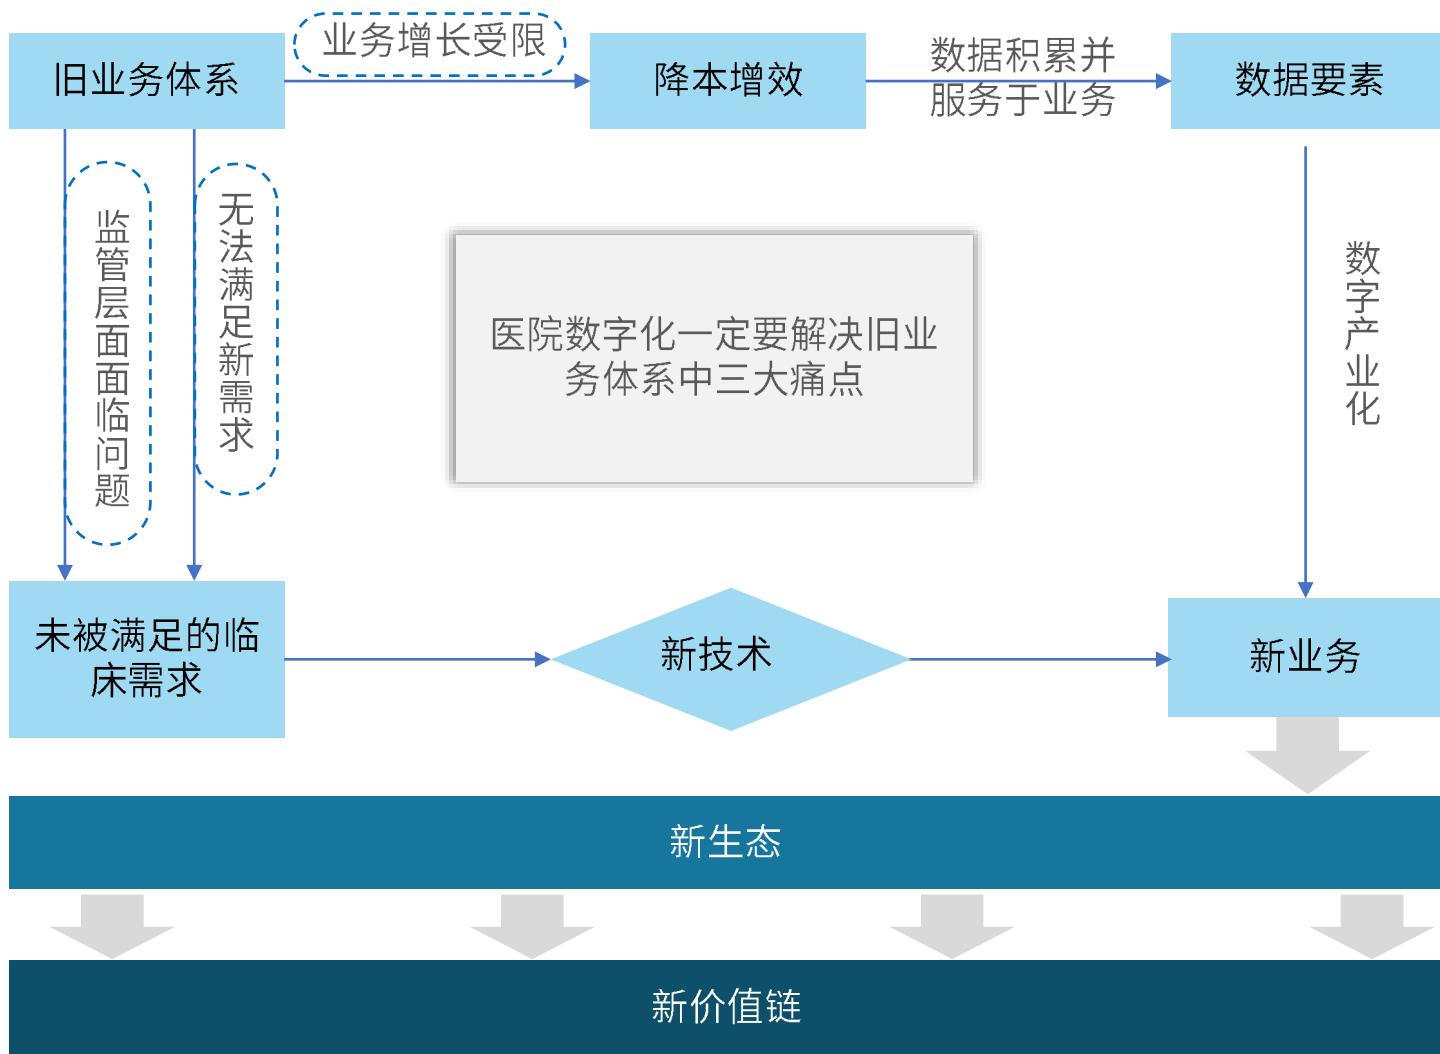 业务增长受限
旧业务体系
降本增效
数据积累并
服务于业务
数据要素
监管层面面临问题
无法满足新需求
医院数字化一定要解决旧业
务体系中三大痛点
数字产业化
未被满足的临
床需求
新技术
新业务
新生态
新价值链